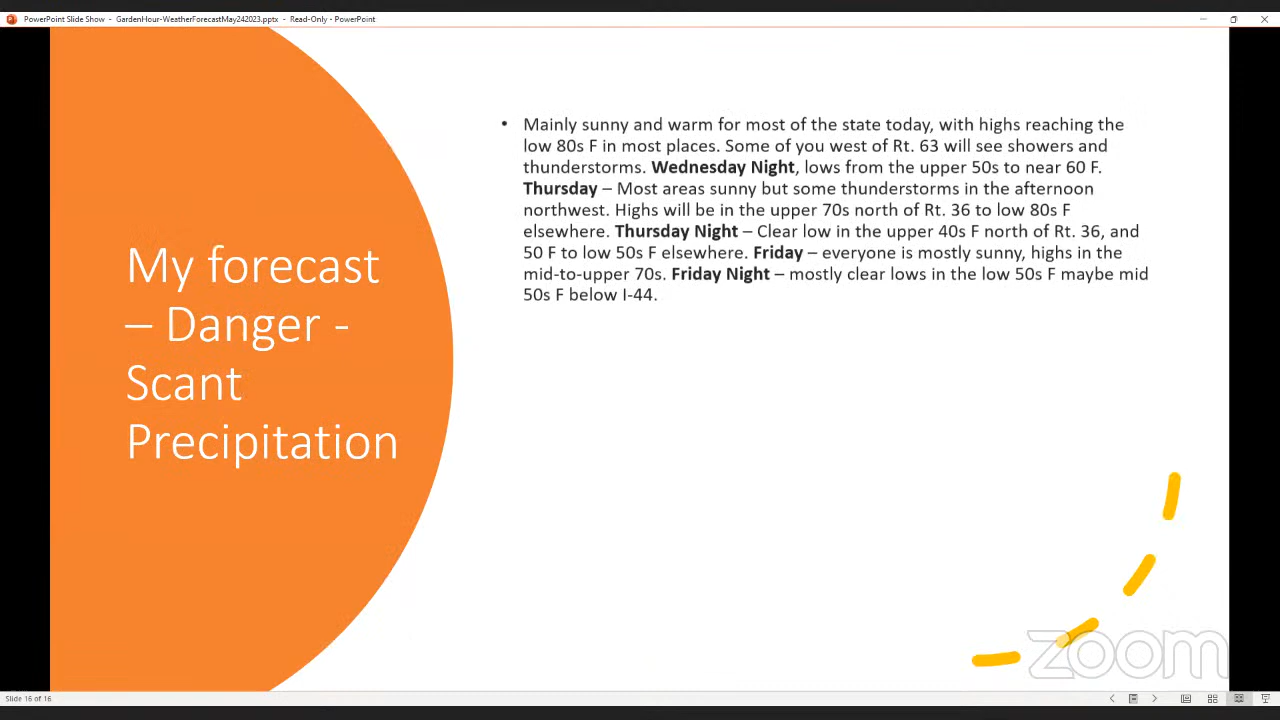 PowerPoint Slide Show - GardenHour-WeatherForecastMay242023.pptx - Read-Only - PowerPoint
My forecast
– Danger -
Scant
Precipitation
• Mainly sunny and warm for most of the state today, with highs reaching the
low 80s F in most places. Some of you west of Rt. 63 will see showers and
thunderstorms. Wednesday Night, lows from the upper 50s to near 60 F.
Thursday – Most areas sunny but some thunderstorms in the afternoon
northwest. Highs will be in the upper 70s north of Rt. 36 to low 80s F
elsewhere. Thursday Night – Clear low in the upper 40s F north of Rt. 36, and
50 F to low 50s F elsewhere. Friday – everyone is mostly sunny, highs in the
mid-to-upper 70s. Friday Night – mostly clear lows in the low 50s F maybe mid
50s F below I-44.
zoom
Slide 16 of 16